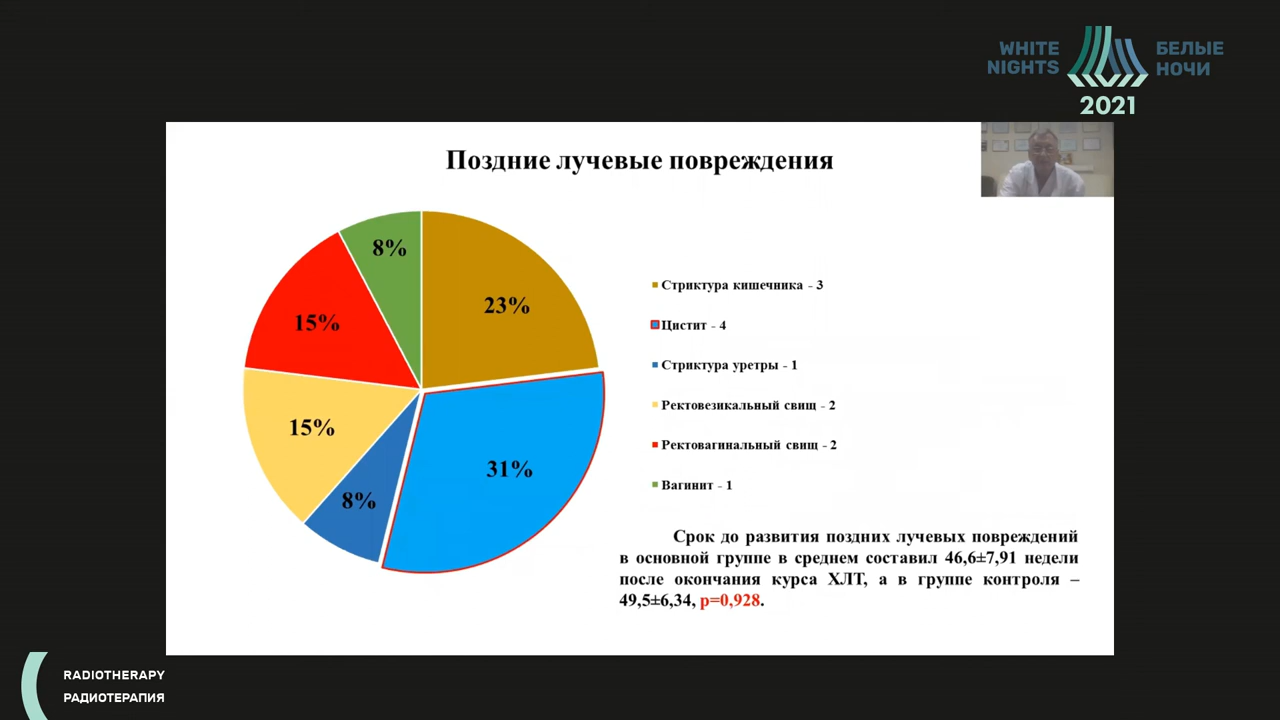 WHITE
NIGHTS
БЕЛЫЕ
НОЧИ
2021
Поздние лучевые повреждения
8%
23%
15%
15%
31%
8%
Стриктура кишечника - 3
Цистит - 4
Стриктура уретры - 1
Ректовезикальный свищ - 2
Ректовагинальный свищ - 2
Вагинит - 1
Срок до развития поздних лучевых повреждений
в основной группе в среднем составил 46,6±7,91 недели
после окончания курса ХЛТ, а в группе контроля –
49,5±6,34, р=0,928.
RADIOTHERAPY
РАДИОТЕРАПИЯ